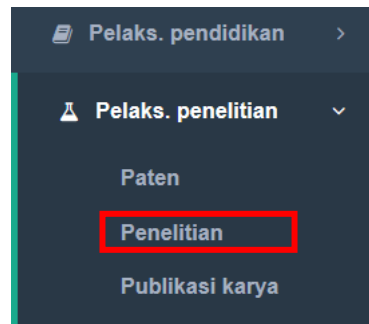 Pelaks. pendidikan
Pelaks. penelitian
Paten
Penelitian
Publikasi karya